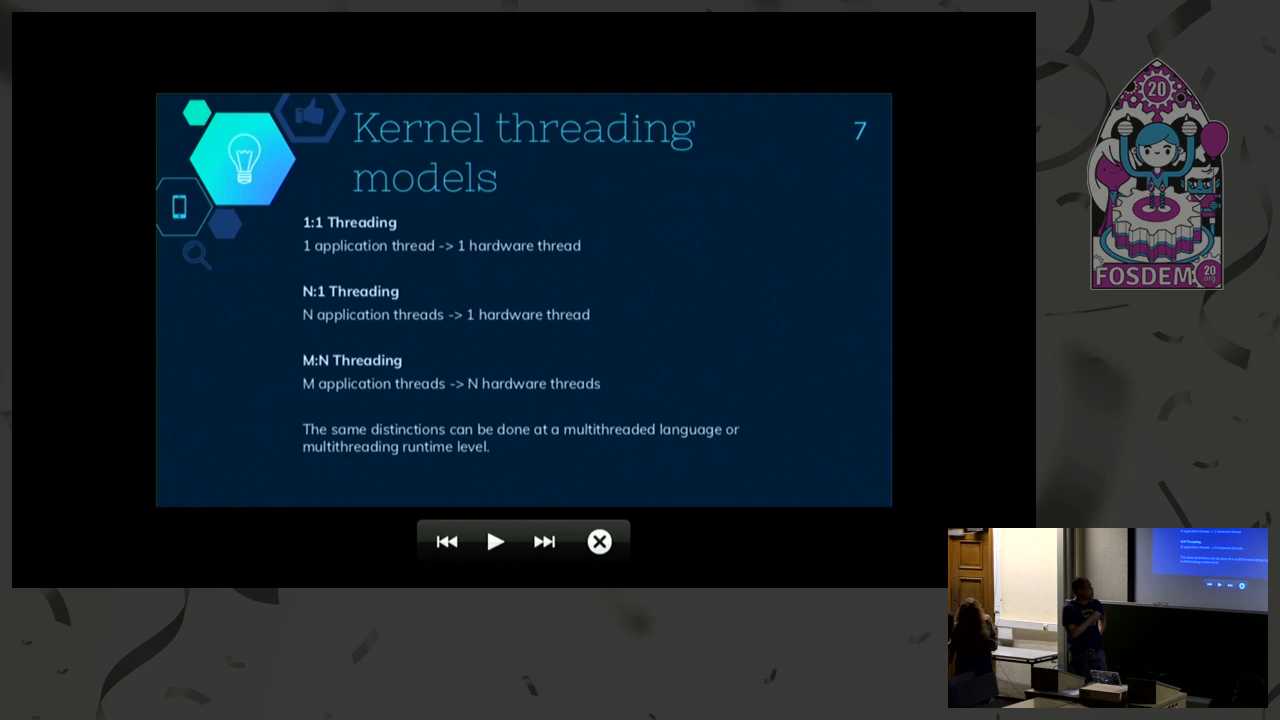 Kernel threading
models
7
1:1 Threading
1 application thread -> 1 hardware thread
N:1 Threading
N application threads -> 1 hardware thread
M:N Threading
M application threads -> N hardware threads
The same distinctions can be done at a multithreaded language or
multithreading runtime level.
20
FOSDEM
20
.org